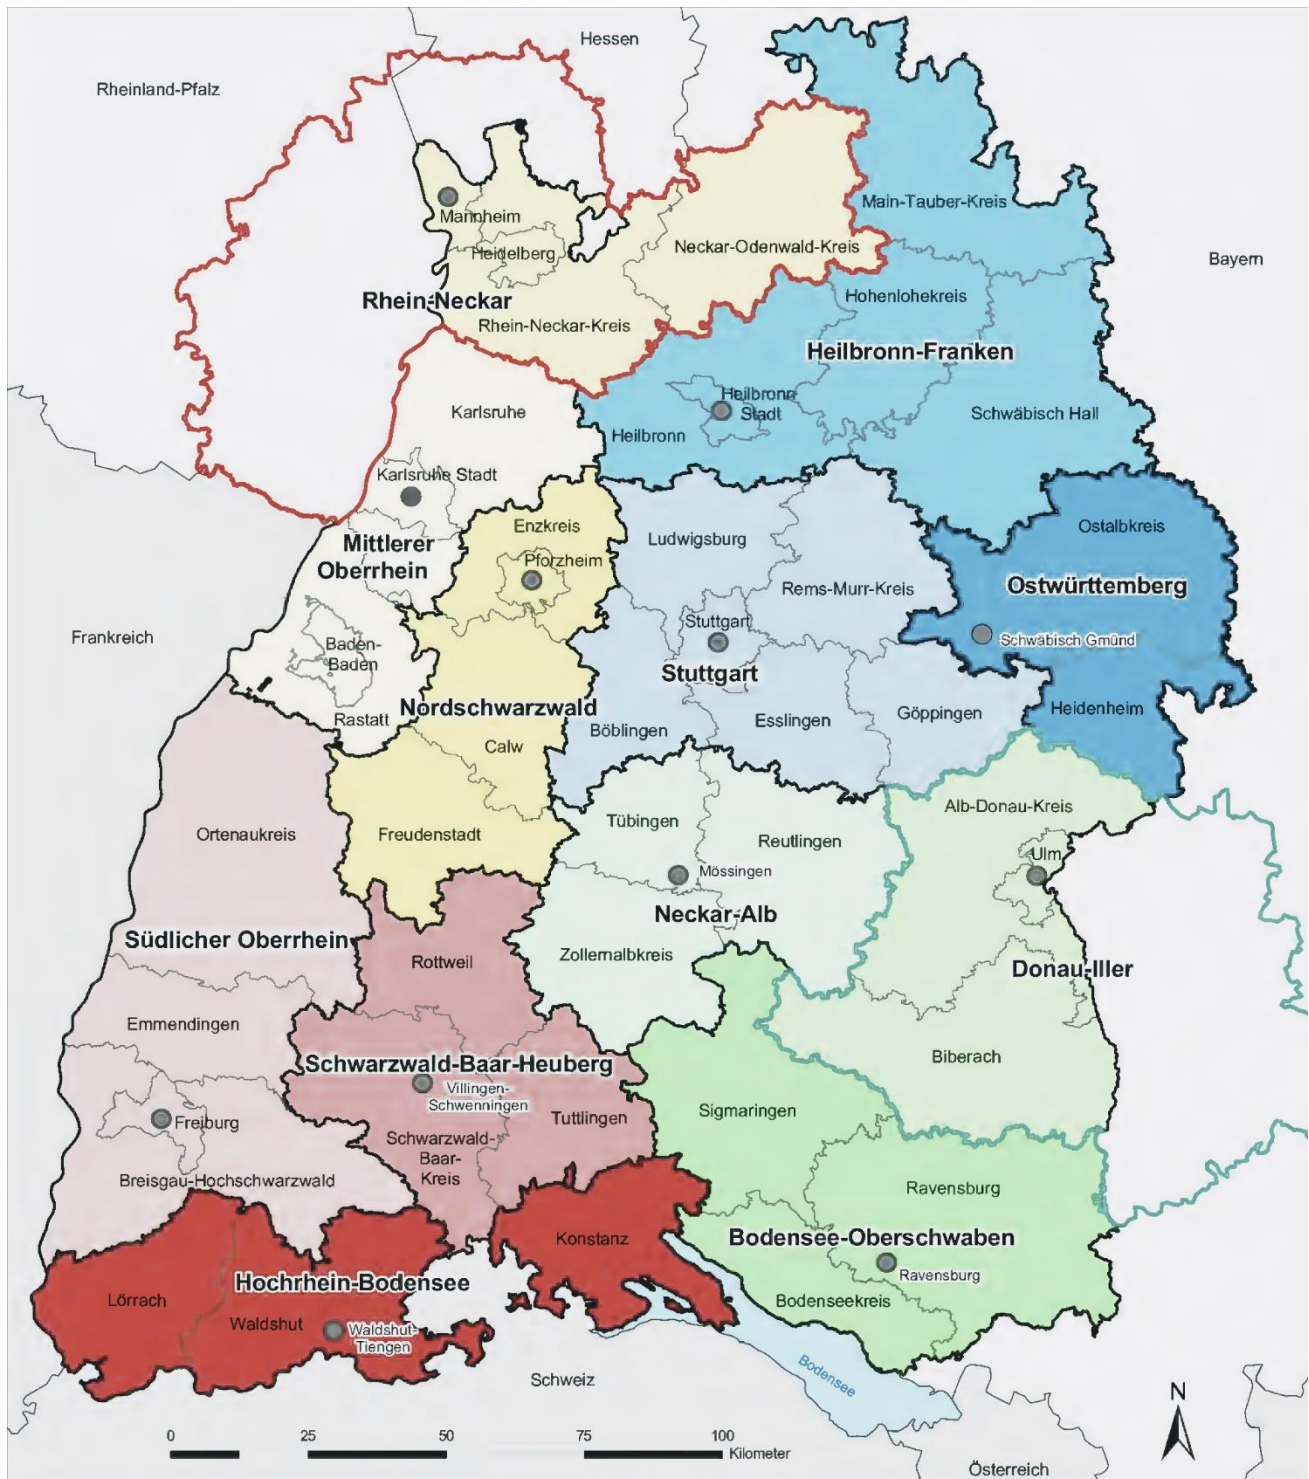 Hessen
Rheinland-Pfalz
Main-Tauber-Kreis
Mannheim
Neckar-Odenwald-Kreis
Heidelberg
Bayern
Rhein-Neckar
Hohenlohekreis
Rhein-Neckar-Kreis
Heilbronn-Franken
Heilbronn-
Stadt
Karlsruhe
Schwäbisch Hall
Heilbronn
Karlsruhe Stadt
Enzkreis
Ostalbkreis
Ludwigsburg
Mittlerer
Oberrhein
Pforzheim
Rems-Murr-Kreis
Ostwürttemberg
Stuttgart
Frankreich
Schwäbisch Gmünd
Baden-
Baden
Stuttgart
Nordschwarzwald
Rastatt
Heidenheim
Göppingen
Esslingen
Böblingen
Calw
Alb-Donau-Kreis
Tübingen
Ortenaukreis
Freudenstadt
Reutlingen
Ulm
Mössingen
Neckar-Alb
Südlicher Oberrhein
Zollernalbkreis
Rottweil
Donau-Iller
Emmendingen
Biberach
Schwarzwald-Baar-Heuberg
Villingen-
Schwenningen
Sigmaringen
Tuttlingen
Freiburg
Schwarzwald-
Baar-
Kreis
Breisgau-Hochschwarzwald
Ravensburg
Konstanz
Bodensee-Oberschwaben
Ravensburg
Hochrhein-Bodensee
Lörrach
Bodenseekreis
Waldshut
Waldshut-
Tiengen
Bodensee
Schweiz
N
0 25 50 75 100
Kilometer
Österreich